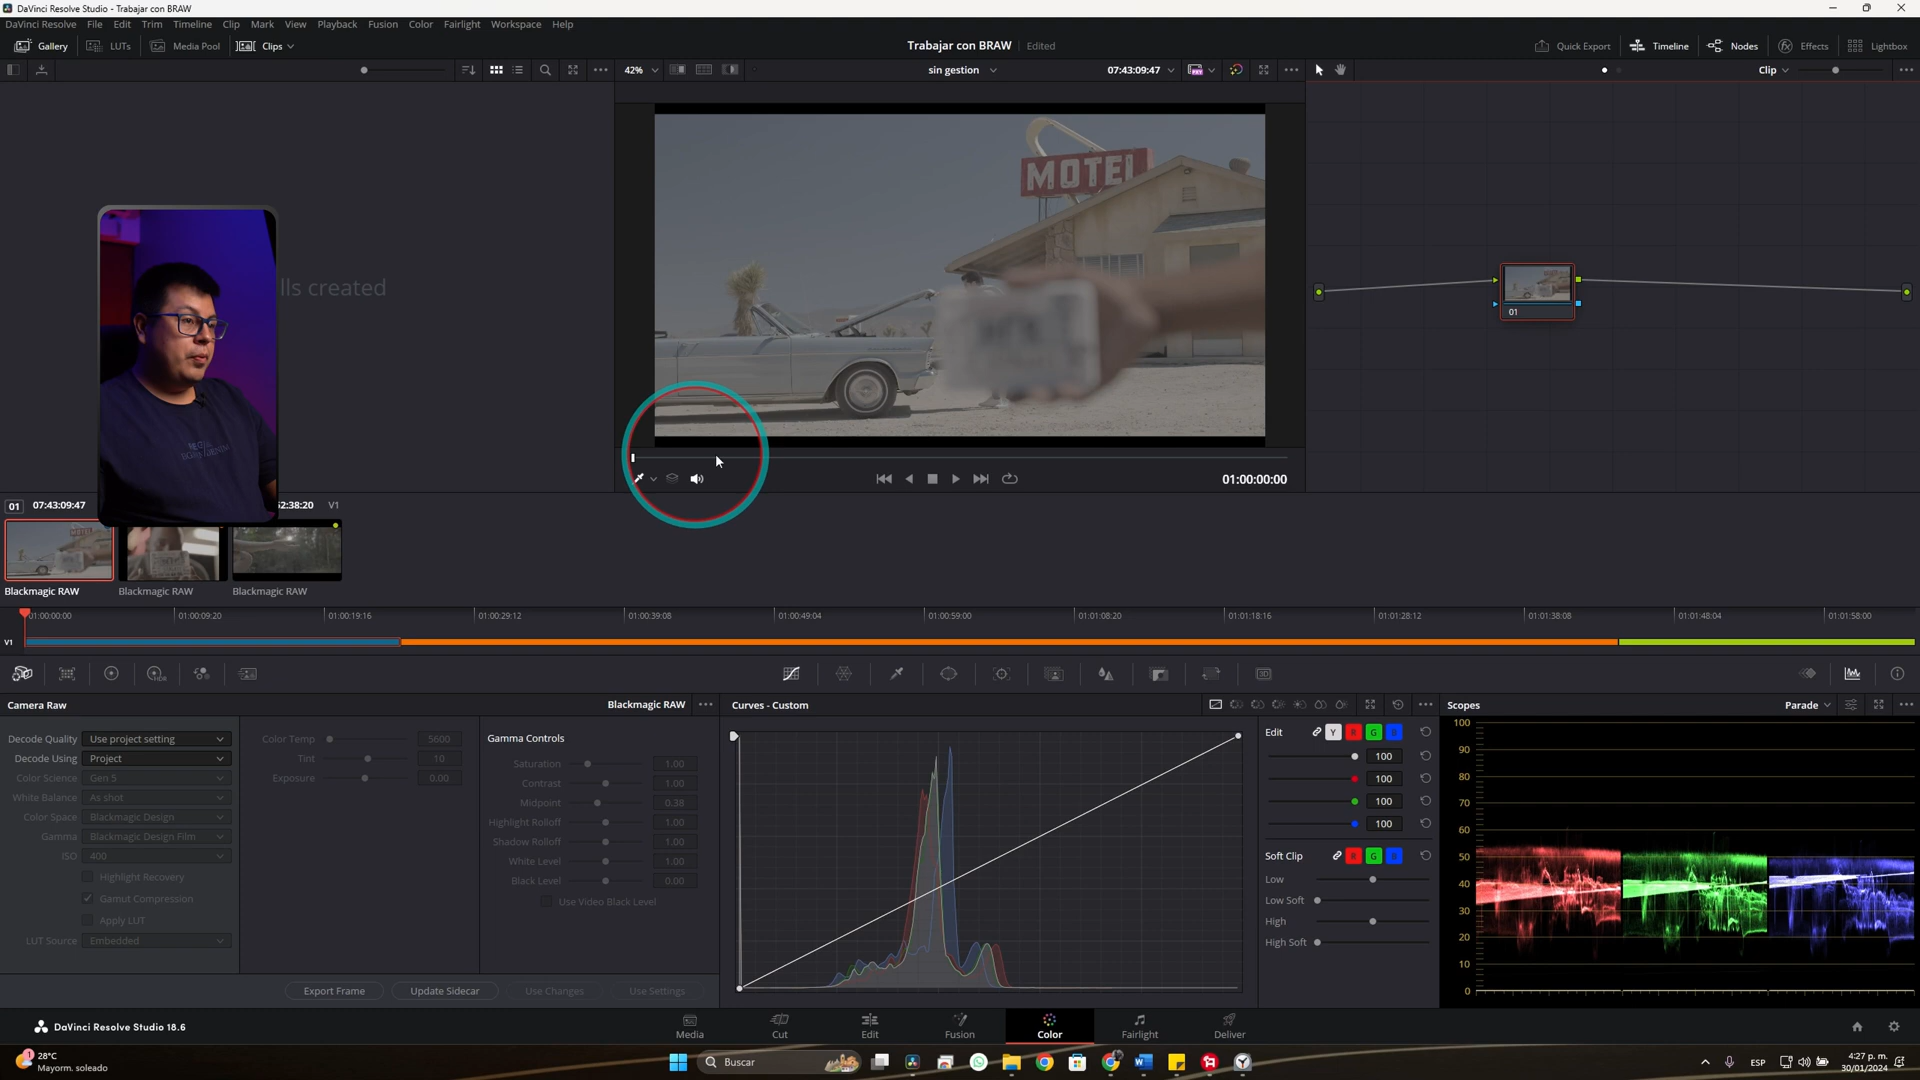 DaVinci Resolve Studio - Trabajar con BRAW
DaVinci Resolve File Edit Trim Timeline Clip Mark View Playback Fusion Color Fairlight Workspace Help
Gallery LUTs Media Pool Clips Trabajar con BRAW Edited Quick Export Timeline Nodes Effects Lightbox
42% sin gestion 07:43:09:47 Clip
MOTEL
lls created
01
01:00:00:00
01 07:43:09:47 2:38:20 V1
Blackmagic RAW Blackmagic RAW Blackmagic RAW
01:00:00:00 01:00:09:20 01:00:19:16 01:00:29:12 01:00:39:08 01:00:49:04 01:00:59:00 01:01:08:20 01:01:18:16 01:01:28:12 01:01:38:08 01:01:48:04 01:01:58:00
V1
Camera Raw Blackmagic RAW Curves - Custom Scopes Parade
Decode Quality Use project setting
Decode Using Project
Color Science Gen 5
White Balance As shot
Color Space Blackmagic Design
Gamma Blackmagic Design Film
ISO 400
Highlight Recovery
Gamut Compression
Apply LUT
LUT Source Embedded
Color Temp 5600
Tint 10
Exposure 0.00
Gamma Controls
Saturation 1.00
Contrast 1.00
Midpoint 0.38
Highlight Rolloff 1.00
Shadow Rolloff 1.00
White Level 1.00
Black Level 0.00
Use Video Black Level
Export Frame Update Sidecar Use Changes Use Settings
Edit Y R G B
100
100
100
100
Soft Clip R G B
Low
Low Soft
High
High Soft
100
90
80
70
60
50
40
30
20
10
0
DaVinci Resolve Studio 18.6
Media Cut Edit Fusion Color Fairlight Deliver
1 28°C
Mayorm. soleado
Buscar
ESP
4:27 p. m.
30/01/2024